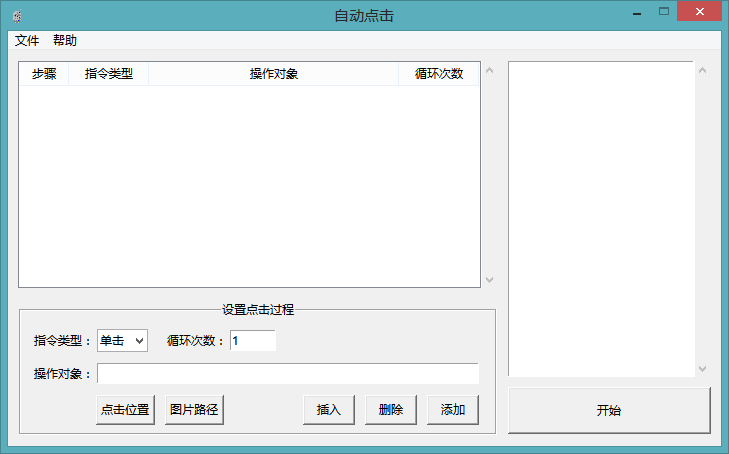 自动点击
文件 帮助
步骤 指令类型 操作对象 循环次数
设置点击过程
指令类型： 单击 循环次数： 1
操作对象：
点击位置 图片路径 插入 删除 添加
开始